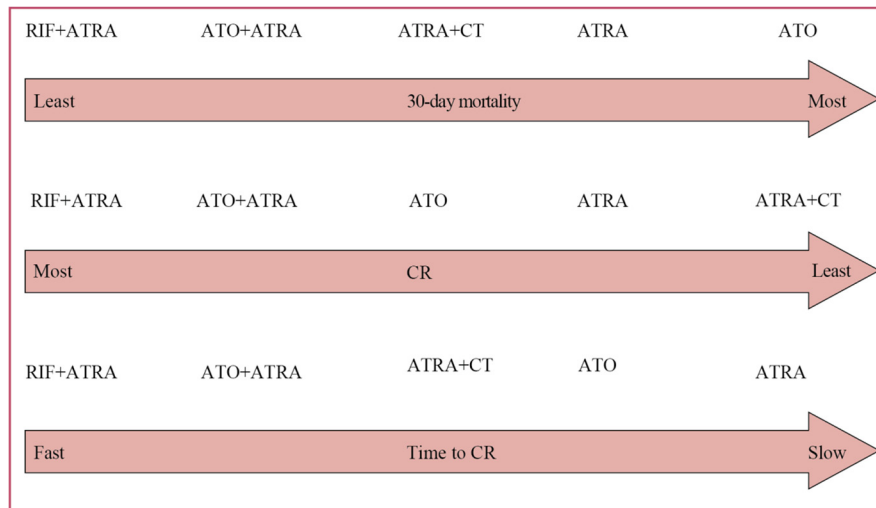 RIF+ATRA ATO+ATRA ATRA+CT ATRA ATO
Least 30-day mortality Most
RIF+ATRA ATO+ATRA ATO ATRA ATRA+CT
Most CR Least
RIF+ATRA ATO+ATRA ATRA+CT ATO ATRA
Fast Time to CR Slow